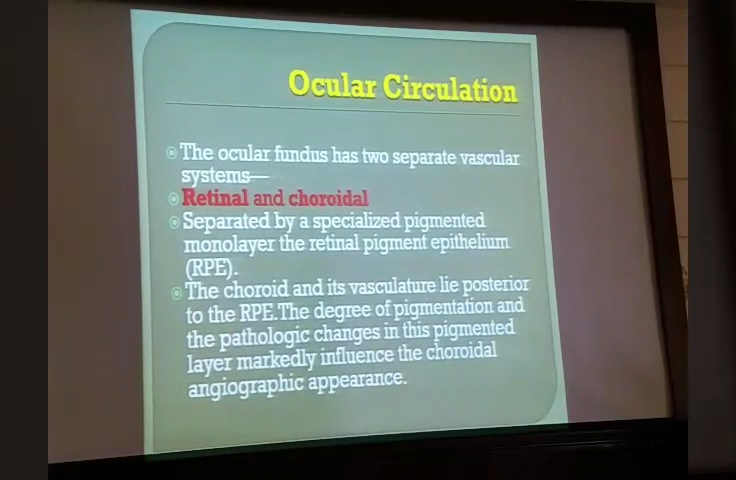 Ocular Circulation
The ocular fundus has two separate vascular
systems—
Retinal and choroidal
Separated by a specialized pigmented
monolayer the retinal pigment epithelium
(RPE).
The choroid and its vasculature lie posterior
to the RPE.The degree of pigmentation and
the pathologic changes in this pigmented
layer markedly influence the choroidal
angiographic appearance.